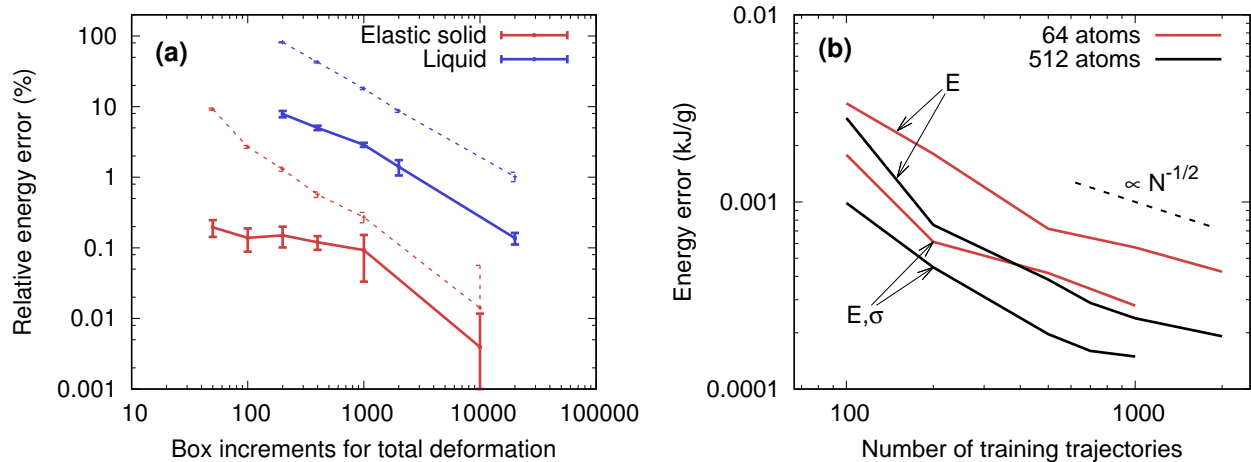 (a)
Elastic solid
Liquid
Relative energy error (%)
100
10
1
0.1
0.01
0.001
10
100
1000
10000
100000
Box increments for total deformation
(b)
64 atoms
512 atoms
E
∝ N^-1/2
E,σ
Energy error (kJ/g)
0.01
0.001
0.0001
100
1000
Number of training trajectories